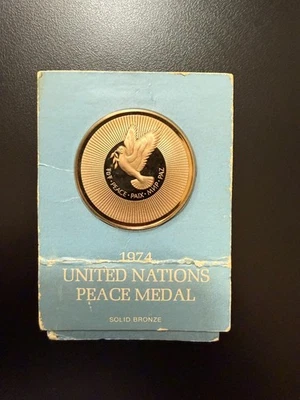 PEACE · PAIX · МИР · PAZ
1974
UNITED NATIONS
PEACE MEDAL
SOLID BRONZE